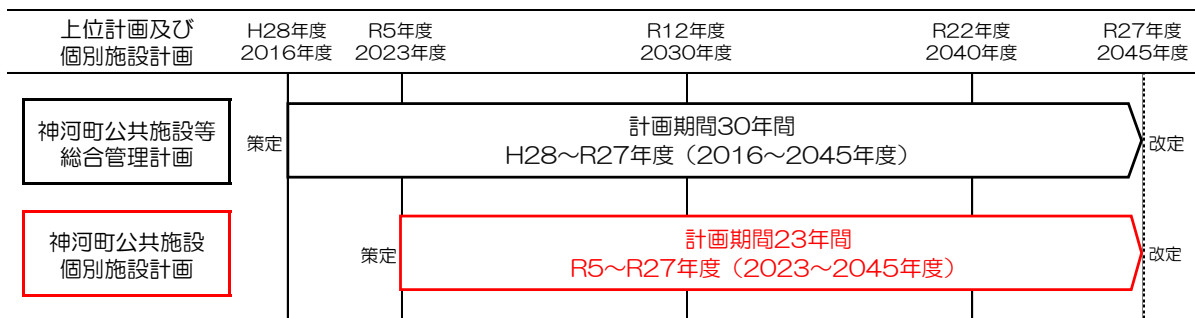 上位計画及び
個別施設計画
H28年度
2016年度
R5年度
2023年度
R12年度
2030年度
R22年度
2040年度
R27年度
2045年度
神河町公共施設等
総合管理計画
策定
計画期間30年間
H28～R27年度（2016～2045年度）
改定
神河町公共施設
個別施設計画
策定
計画期間23年間
R5～R27年度（2023～2045年度）
改定